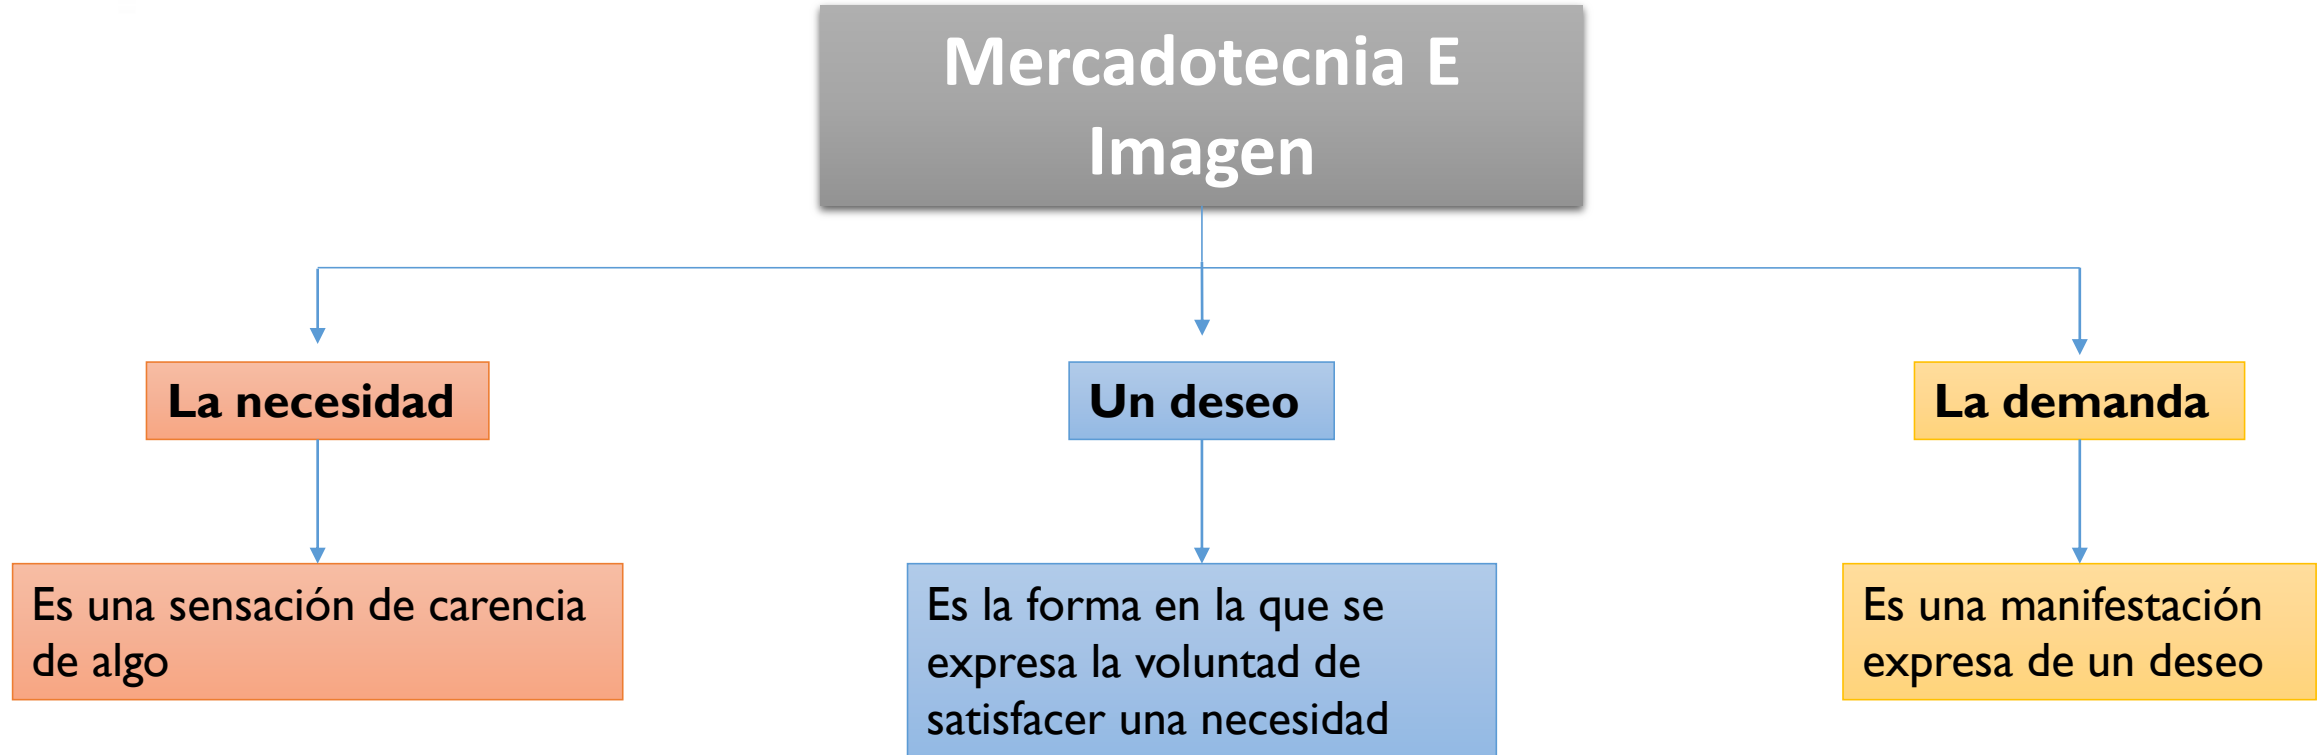 Mercadotecnia E
Imagen
La necesidad
Un deseo
La demanda
Es una sensación de carencia
de algo
Es la forma en la que se
expresa la voluntad de
satisfacer una necesidad
Es una manifestación
expresa de un deseo